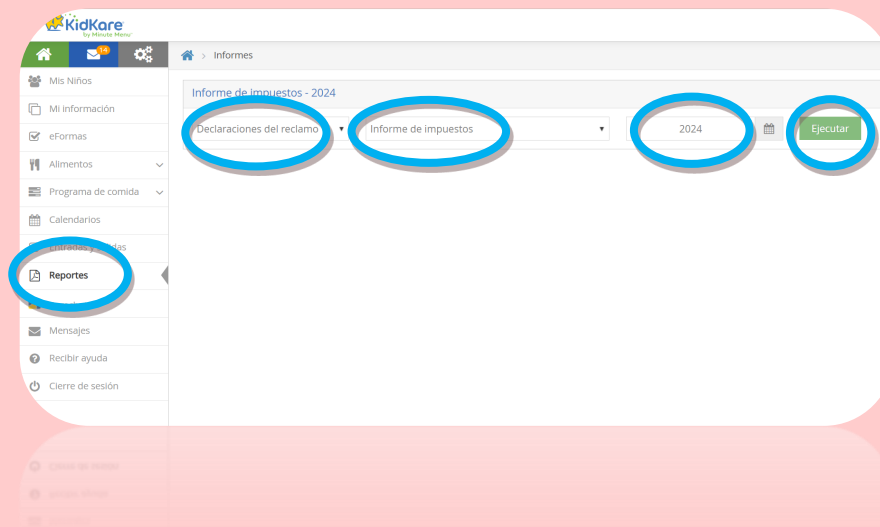 KidKare
by Minute Menu
14
Informes
Mis Niños
Mi información
eFormas
Alimentos
Programa de comida
Calendarios
Entradas y
Reportes
Mensajes
Recibir ayuda
Cierre de sesión
Informe de impuestos - 2024
Declaraciones del reclamo
Informe de impuestos
2024
Ejecutar